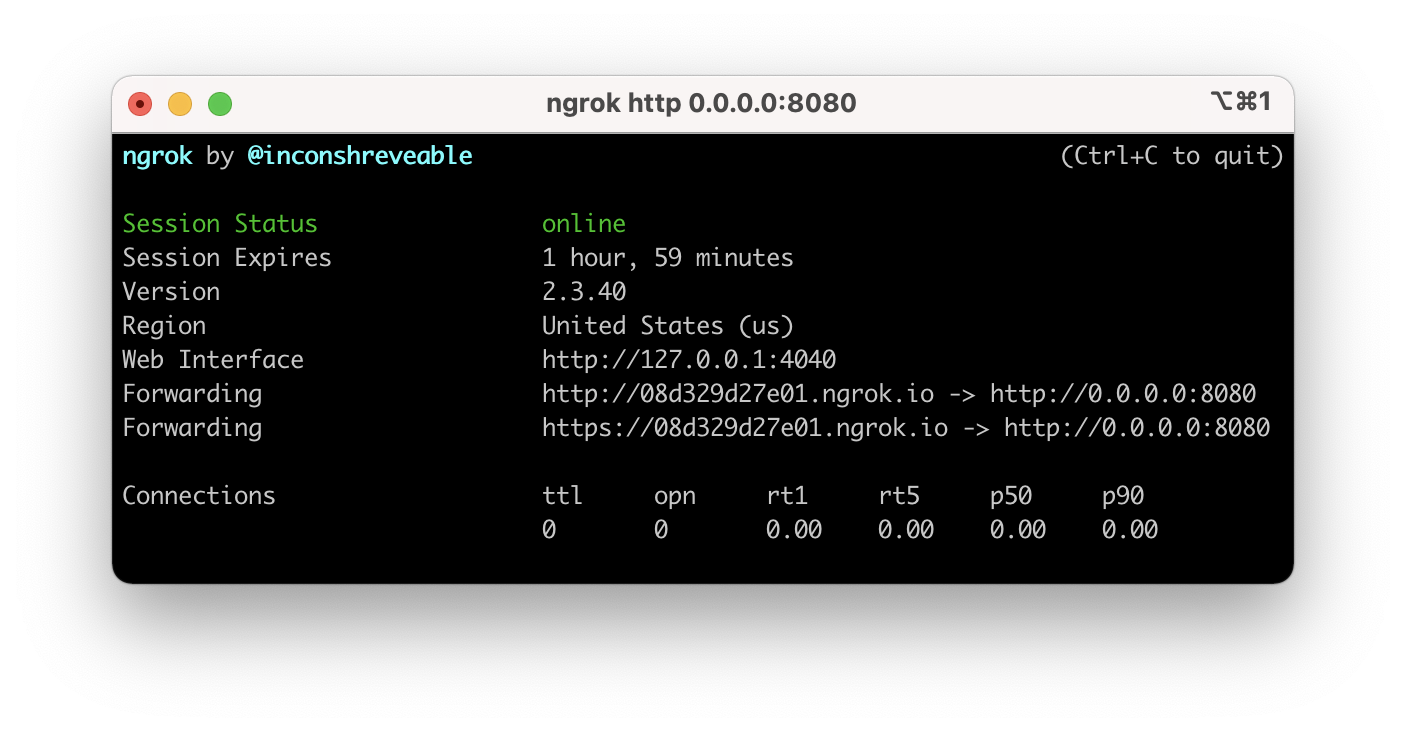 ngrok http 0.0.0.0:8080 ⌥⌘1
ngrok by @inconshreveable (Ctrl+C to quit)
Session Status online
Session Expires 1 hour, 59 minutes
Version 2.3.40
Region United States (us)
Web Interface http://127.0.0.1:4040
Forwarding http://08d329d27e01.ngrok.io -> http://0.0.0.0:8080
Forwarding https://08d329d27e01.ngrok.io -> http://0.0.0.0:8080
Connections ttl opn rt1 rt5 p50 p90
0 0 0.00 0.00 0.00 0.00